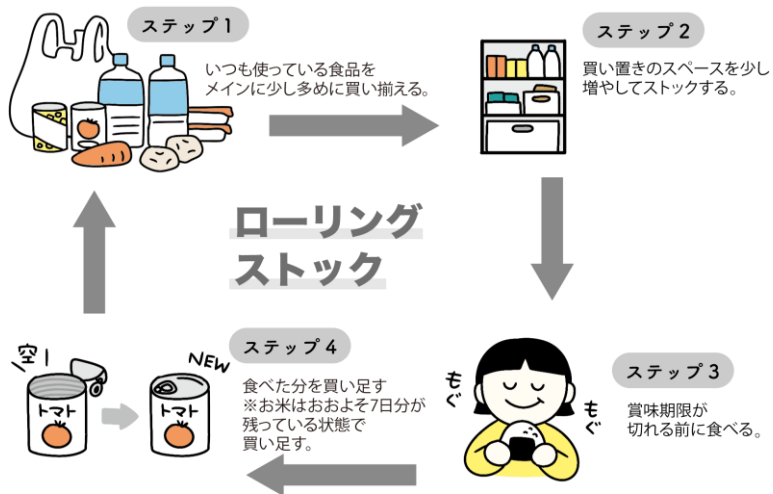 ステップ1
いつも使っている食品を
メインに少し多めに買い揃える。
ステップ2
買い置きのスペースを少し
増やしてストックする。
ローリング
ストック
ステップ3
賞味期限が
切れる前に食べる。
もぐ
もぐ
ステップ4
食べた分を買い足す
※お米はおおよそ7日分が
残っている状態で
買い足す。
空!
トマト
NEW
トマト